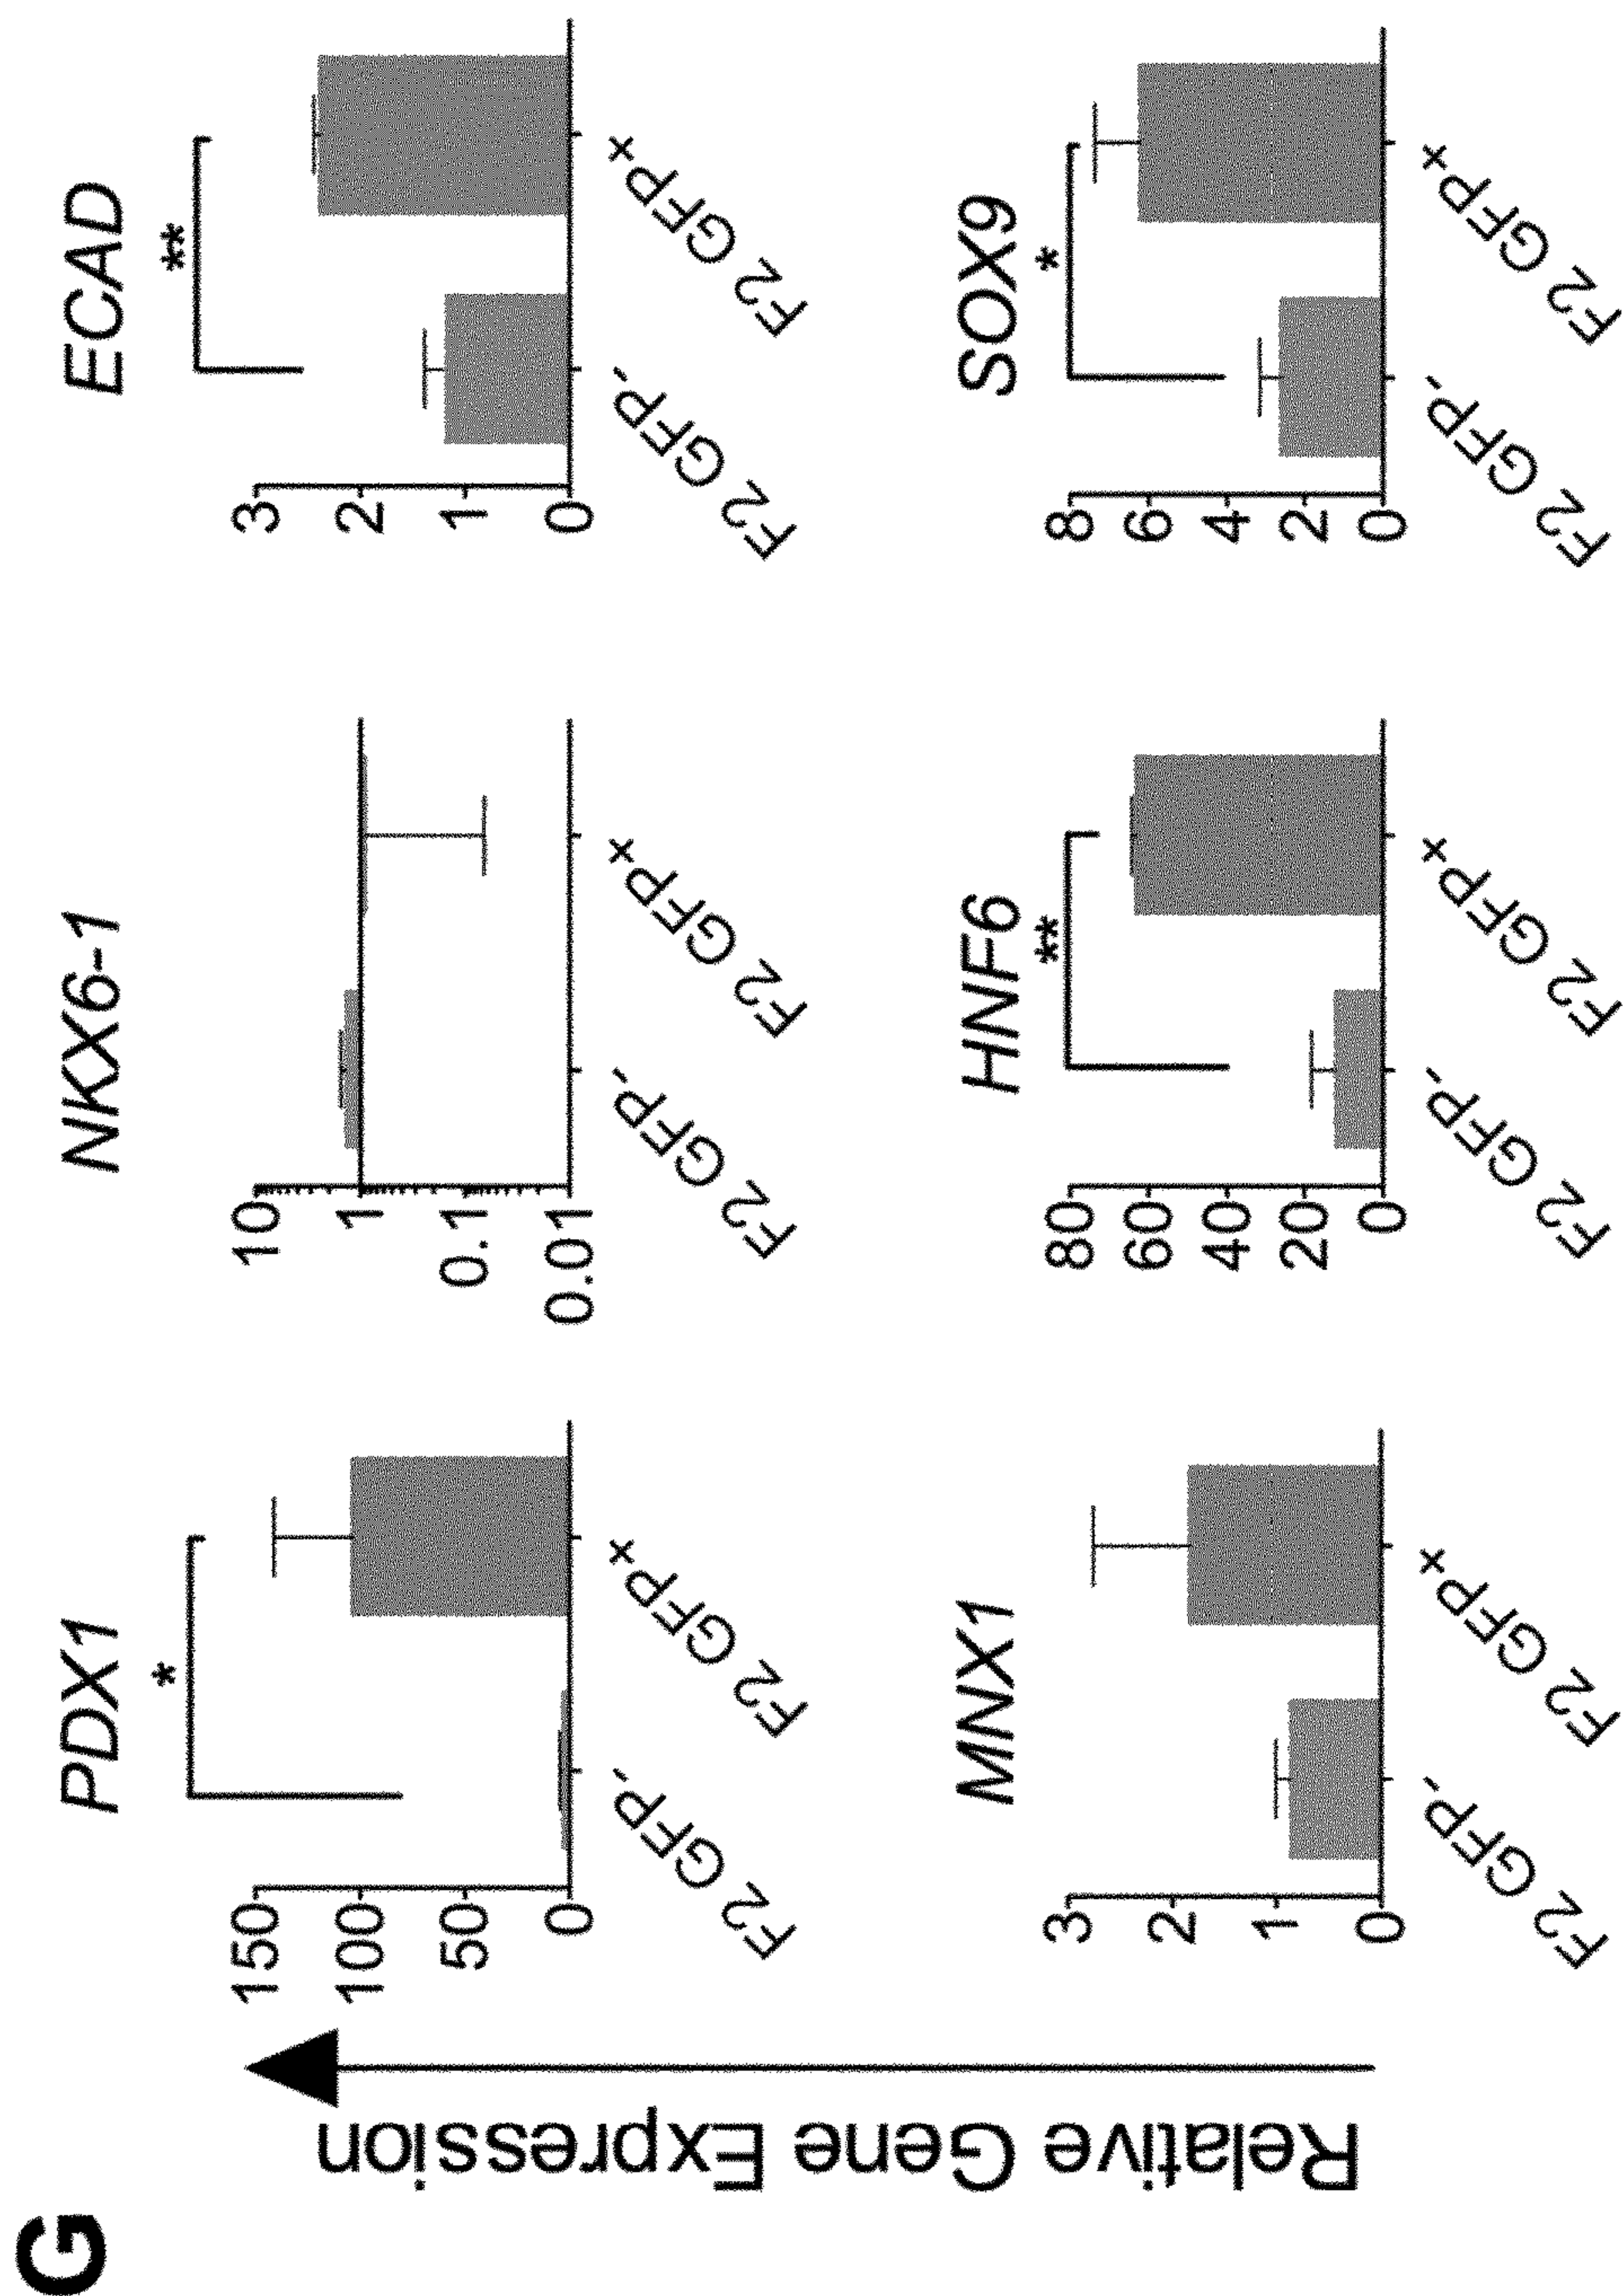 G
Relative Gene Expression
PDX1
*
150
100
50
0
F2 GFP-
F2 GFP+
NKX6-1
10
1
0.1
0.01
F2 GFP-
F2 GFP+
ECAD
**
3
2
1
0
F2 GFP-
F2 GFP+
MNX1
3
2
1
0
F2 GFP-
F2 GFP+
HNF6
**
80
60
40
20
0
F2 GFP-
F2 GFP+
SOX9
*
8
6
4
2
0
F2 GFP-
F2 GFP+